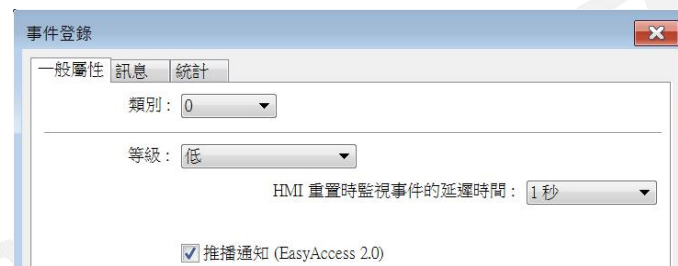 事件登錄
一般屬性 訊息 統計
類別： 0
等級： 低
HMI 重置時監視事件的延遲時間： 1 秒
推播通知 (EasyAccess 2.0)